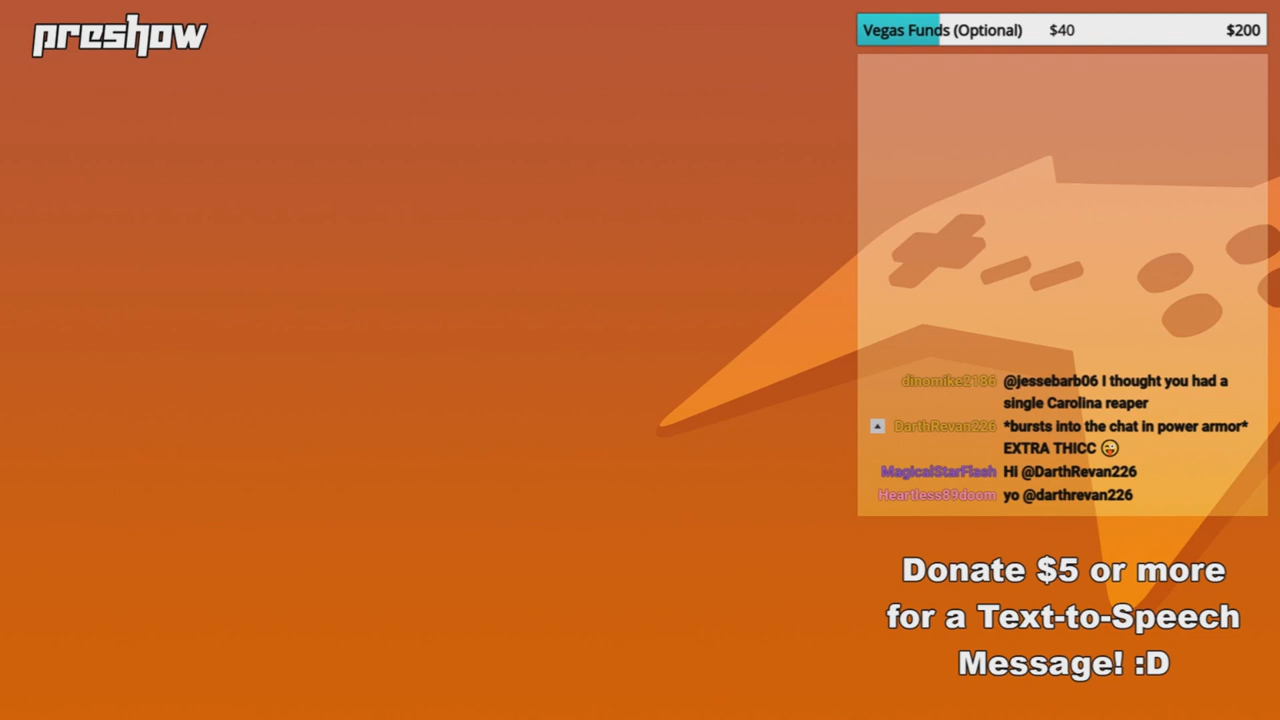 preshow
Vegas Funds (Optional) $40 $200
dinomike2186 @jessebarb06 I thought you had a
single Carolina reaper
DarthRevan226 *bursts into the chat in power armor*
EXTRA THICC 😜
MagicalStarFlash Hi @DarthRevan226
Heartless89doom yo @darthrevan226
Donate $5 or more
for a Text-to-Speech
Message! :D